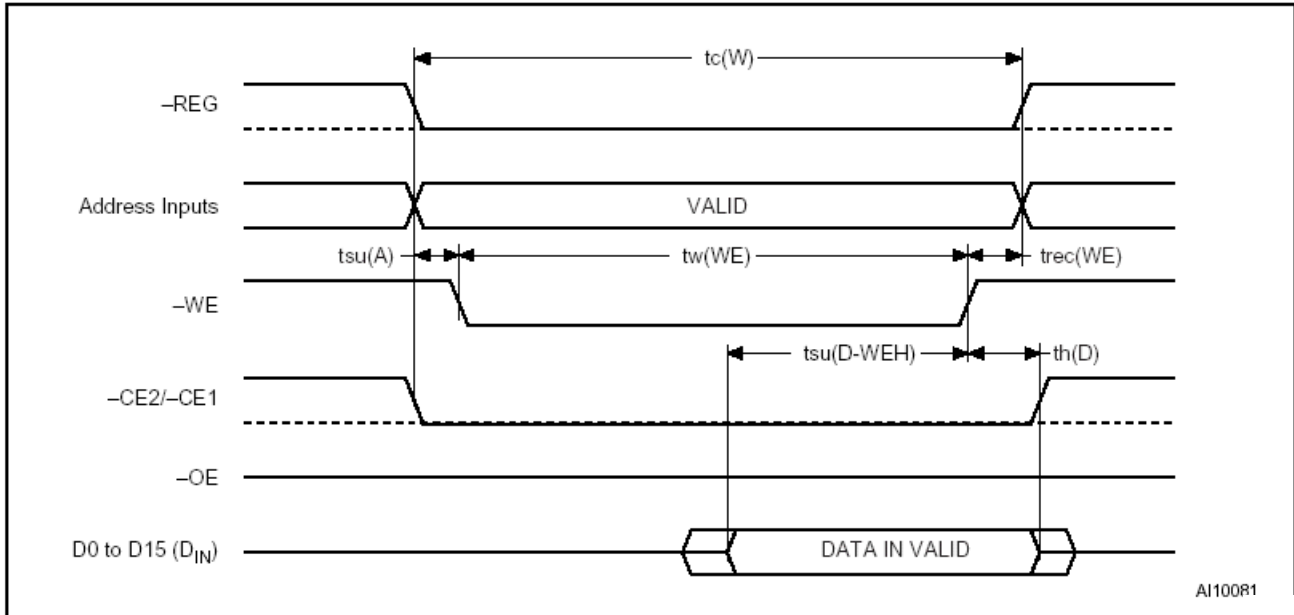 tc(W)
–REG
Address Inputs
VALID
tsu(A)
tw(WE)
trec(WE)
–WE
tsu(D-WEH)
th(D)
–CE2/–CE1
–OE
D0 to D15 (DIN)
DATA IN VALID
AI10081